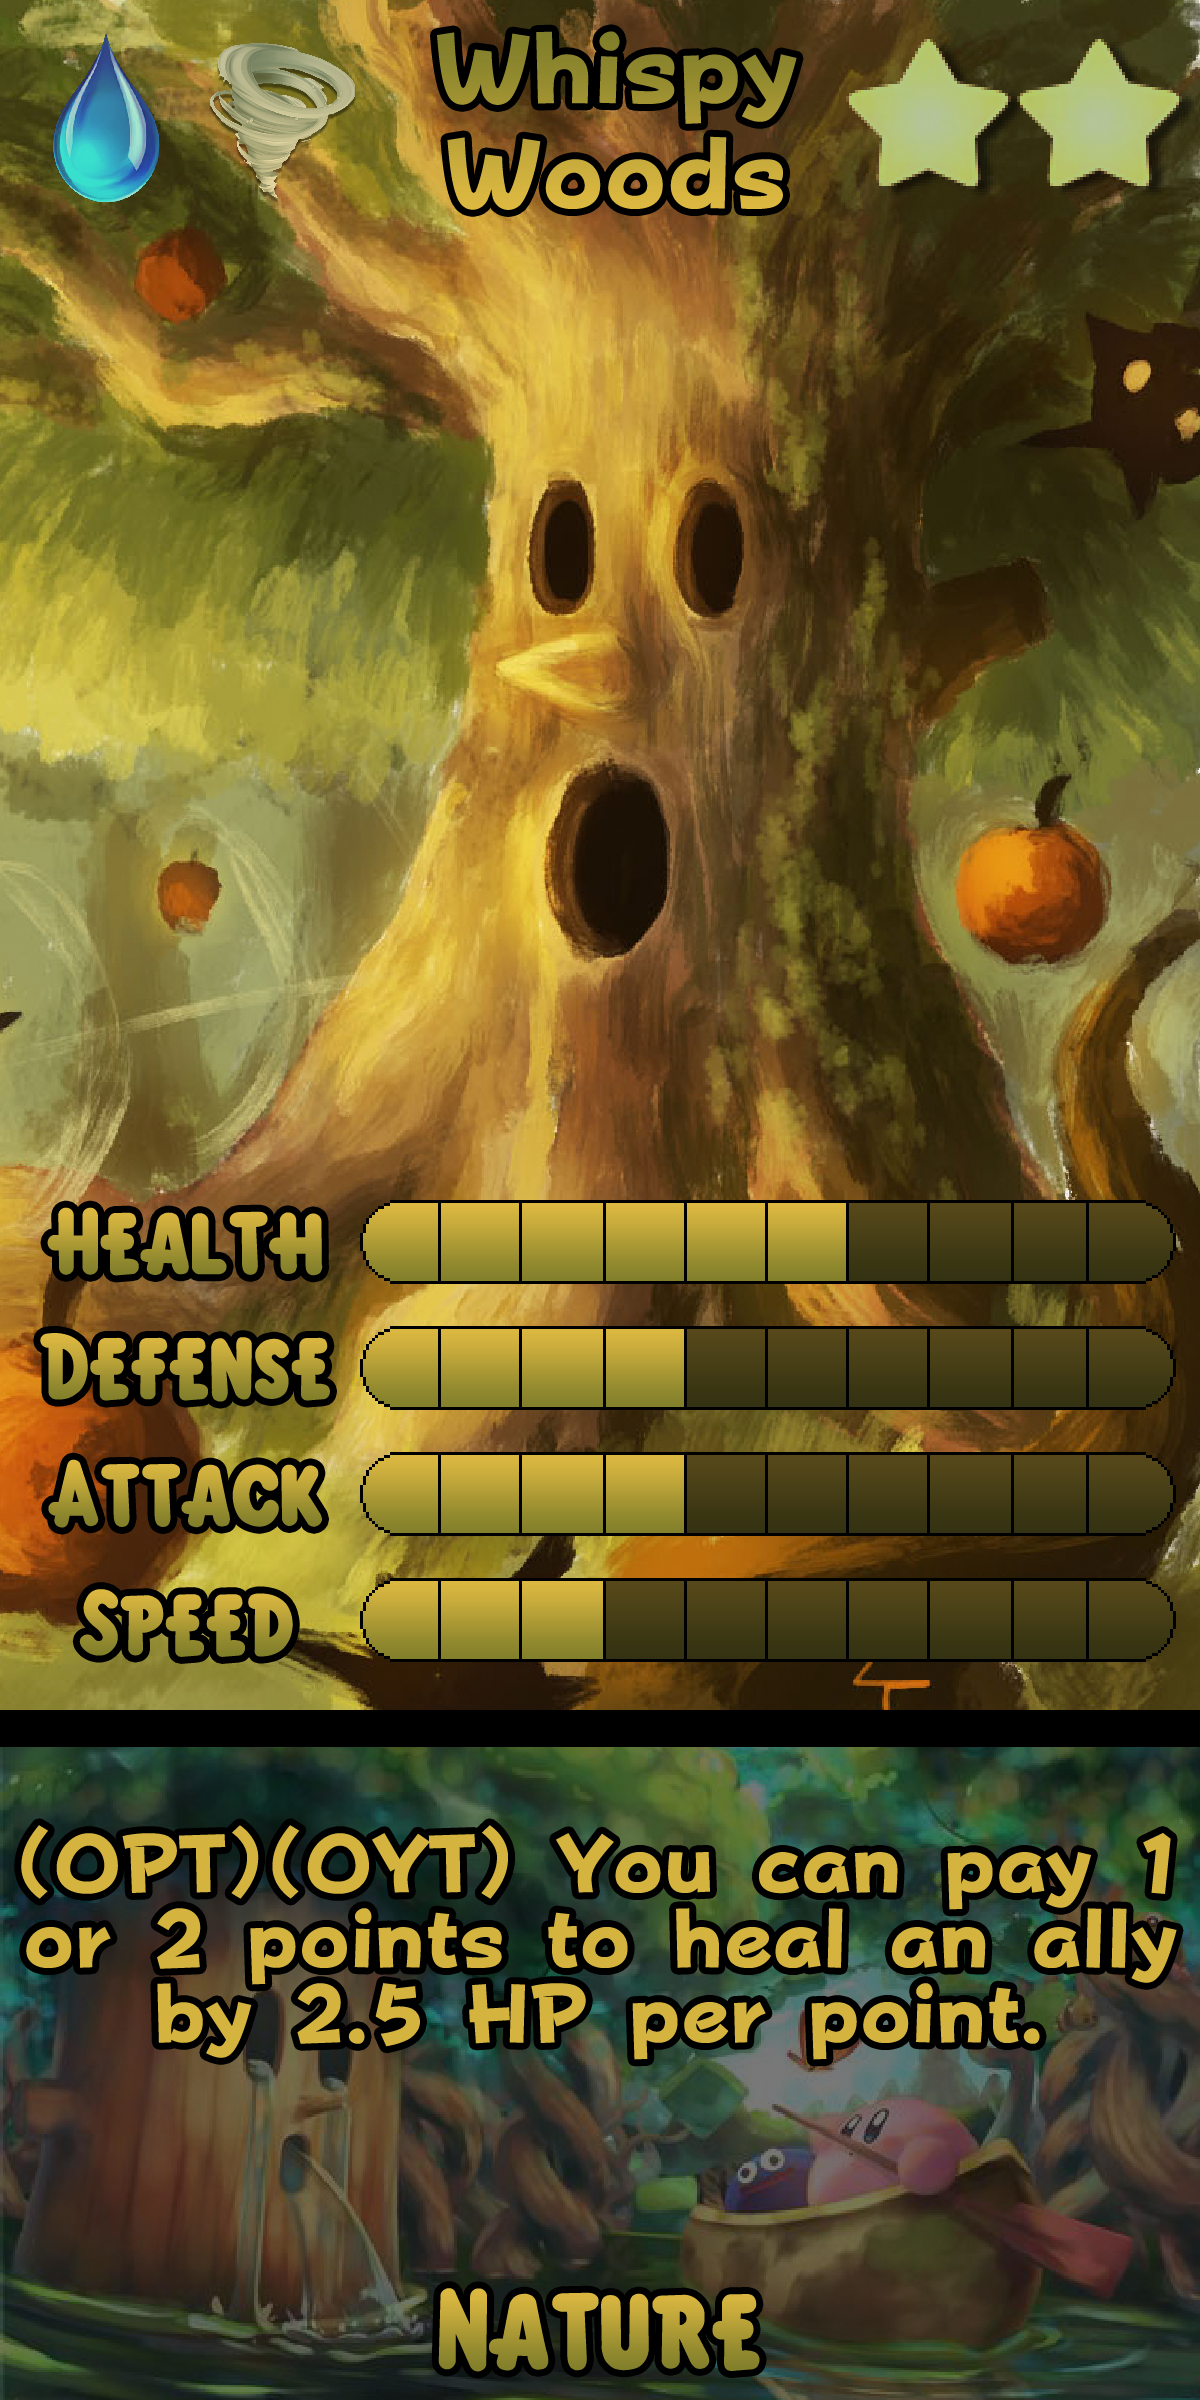 Whispy
Woods
HEALTH
DEFENSE
ATTACK
SPEED
(OPT)(OYT) You can pay 1
or 2 points to heal an ally
by 2.5 HP per point.
NATURE